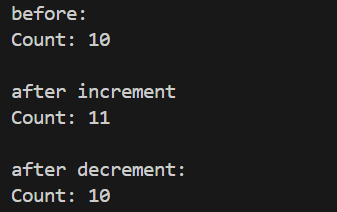 before:
Count: 10
after increment
Count: 11
after decrement:
Count: 10